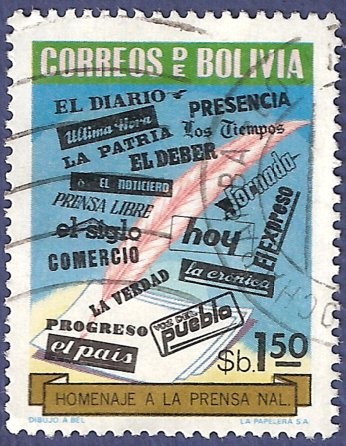 CORREOS DE BOLIVIA
EL DIARIO
PRESENCIA
Ultima Hora
LA PATRIA
Los Tiempos
EL DEBER
EL NOTICIERO
Jornada
PRENSA LIBRE
el siglo
hoy
El Expreso
COMERCIO
la crónica
LA VERDAD
PROGRESO
VOZ DEL
pueblo
el país
$b.1.50
HOMENAJE A LA PRENSA NAL.
DIBUJO A BEL
LA PAPELERA S.A.